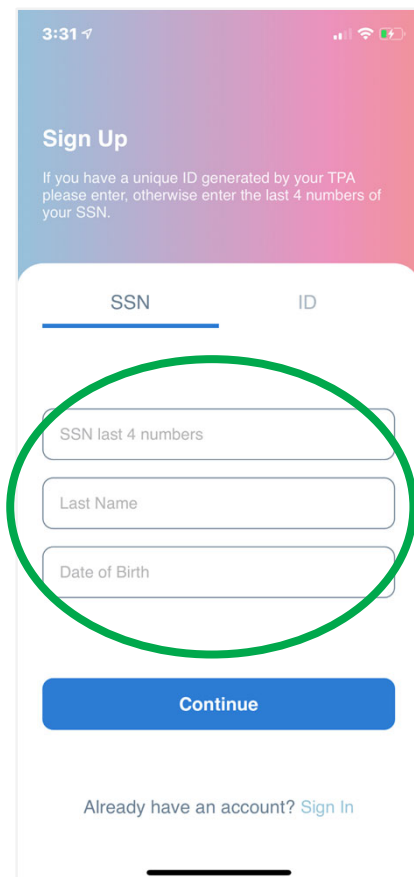 3:31
Sign Up
If you have a unique ID generated by your TPA
please enter, otherwise enter the last 4 numbers of
your SSN.
SSN ID
SSN last 4 numbers
Last Name
Date of Birth
Continue
Already have an account? Sign In